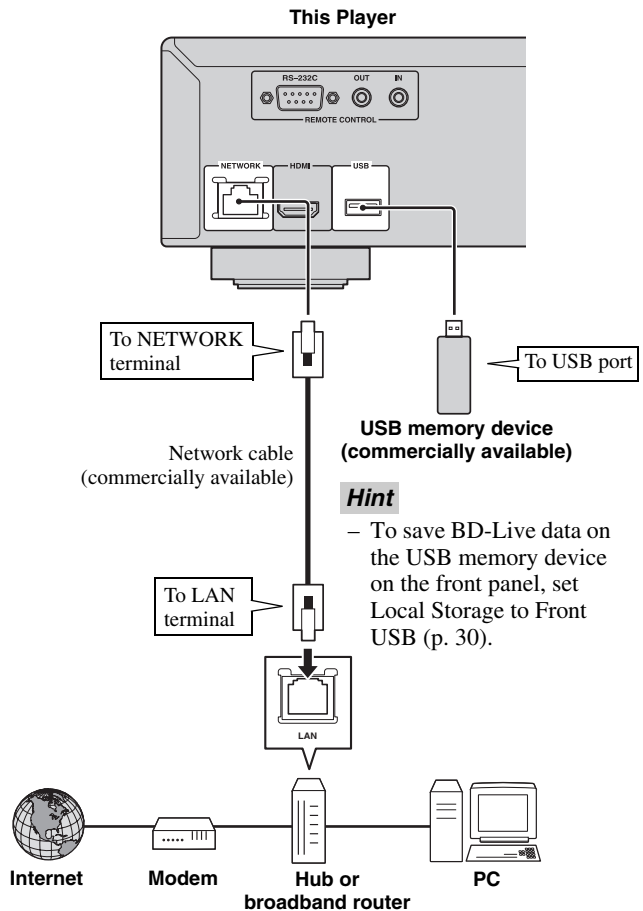 This Player
RS-232C
OUT
IN
REMOTE CONTROL
NETWORK
HDMI
USB
To NETWORK
terminal
To USB port
USB memory device
(commercially available)
Network cable
(commercially available)
Hint
– To save BD-Live data on
the USB memory device
on the front panel, set
Local Storage to Front
USB (p. 30).
To LAN
terminal
LAN
Internet
Modem
Hub or
broadband router
PC